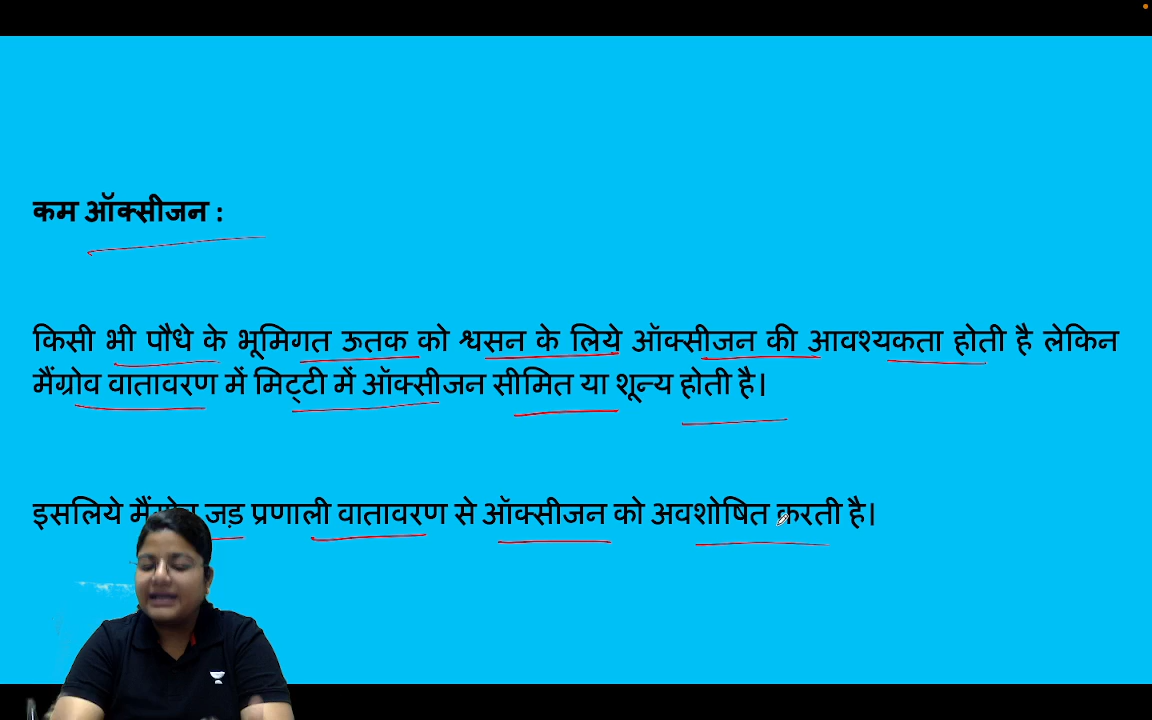 कम ऑक्सीजन :
किसी भी पौधे के भूमिगत ऊतक को श्वसन के लिये ऑक्सीजन की आवश्यकता होती है लेकिन
मैंग्रोव वातावरण में मिट्टी में ऑक्सीजन सीमित या शून्य होती है।
इसलिये मैंग्रोव जड़ प्रणाली वातावरण से ऑक्सीजन को अवशोषित करती है।